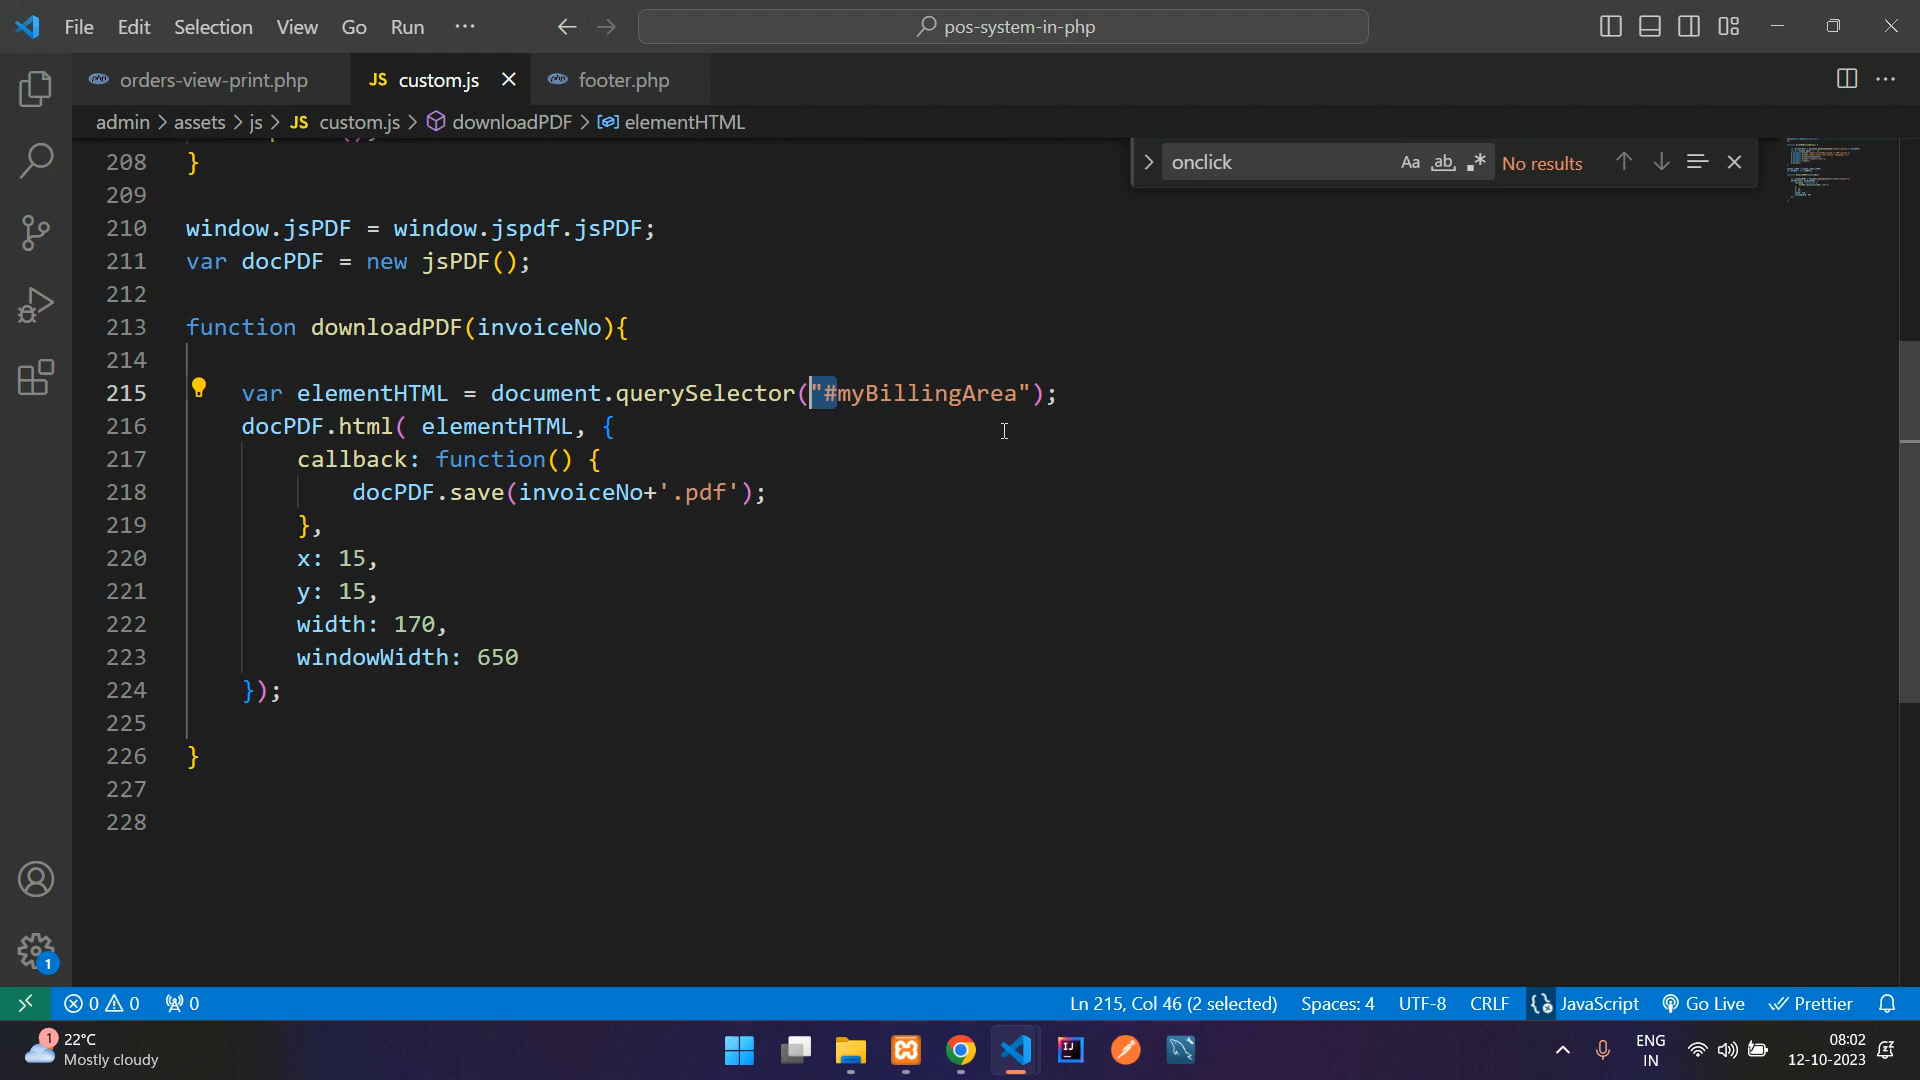 File Edit Selection View Go Run ··· pos-system-in-php
php orders-view-print.php JS custom.js php footer.php
admin > assets > js > JS custom.js > downloadPDF > elementHTML
onclick Aa ab, .* No results
208 }
209
210 window.jsPDF = window.jspdf.jsPDF;
211 var docPDF = new jsPDF();
212
213 function downloadPDF(invoiceNo){
214
215 var elementHTML = document.querySelector("#myBillingArea");
216 docPDF.html( elementHTML, {
217 callback: function() {
218 docPDF.save(invoiceNo+'.pdf');
219 },
220 x: 15,
221 y: 15,
222 width: 170,
223 windowWidth: 650
224 });
225
226 }
227
228
1
0 0 0 Ln 215, Col 46 (2 selected) Spaces: 4 UTF-8 CRLF JavaScript Go Live Prettier
1 22°C
Mostly cloudy
IJ
ENG
IN
08:02
12-10-2023